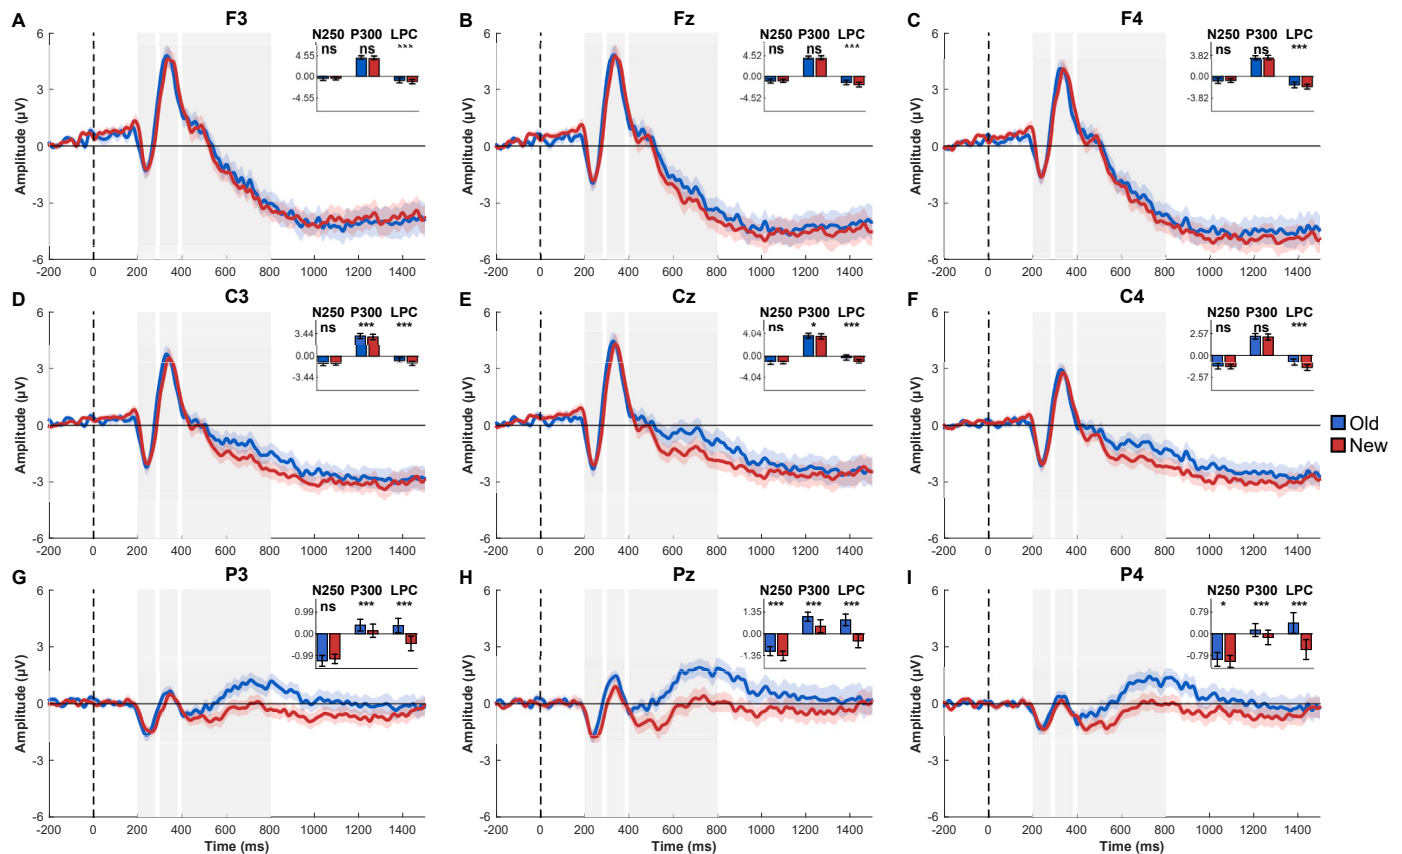 A F3
6
3
0
-3
-6
Amplitude (µV)
-200 0 200 400 600 800 1000 1200 1400
N250 P300 LPC
ns ns ***
4.55
0.00
-4.55
B Fz
6
3
0
-3
-6
Amplitude (µV)
-200 0 200 400 600 800 1000 1200 1400
N250 P300 LPC
ns ns ***
4.52
0.00
-4.52
C F4
6
3
0
-3
-6
Amplitude (µV)
-200 0 200 400 600 800 1000 1200 1400
N250 P300 LPC
ns ns ***
3.82
0.00
-3.82
D C3
6
3
0
-3
-6
Amplitude (µV)
-200 0 200 400 600 800 1000 1200 1400
N250 P300 LPC
ns *** ***
3.44
0.00
-3.44
E Cz
6
3
0
-3
-6
Amplitude (µV)
-200 0 200 400 600 800 1000 1200 1400
N250 P300 LPC
ns * ***
4.04
0.00
-4.04
F C4
6
3
0
-3
-6
Amplitude (µV)
-200 0 200 400 600 800 1000 1200 1400
N250 P300 LPC
ns ns ***
2.57
0.00
-2.57
Old
New
G P3
6
3
0
-3
-6
Amplitude (µV)
-200 0 200 400 600 800 1000 1200 1400
Time (ms)
N250 P300 LPC
ns *** ***
0.99
0.00
-0.99
H Pz
6
3
0
-3
-6
Amplitude (µV)
-200 0 200 400 600 800 1000 1200 1400
Time (ms)
N250 P300 LPC
*** *** ***
1.35
0.00
-1.35
I P4
6
3
0
-3
-6
Amplitude (µV)
-200 0 200 400 600 800 1000 1200 1400
Time (ms)
N250 P300 LPC
* *** ***
0.79
0.00
-0.79